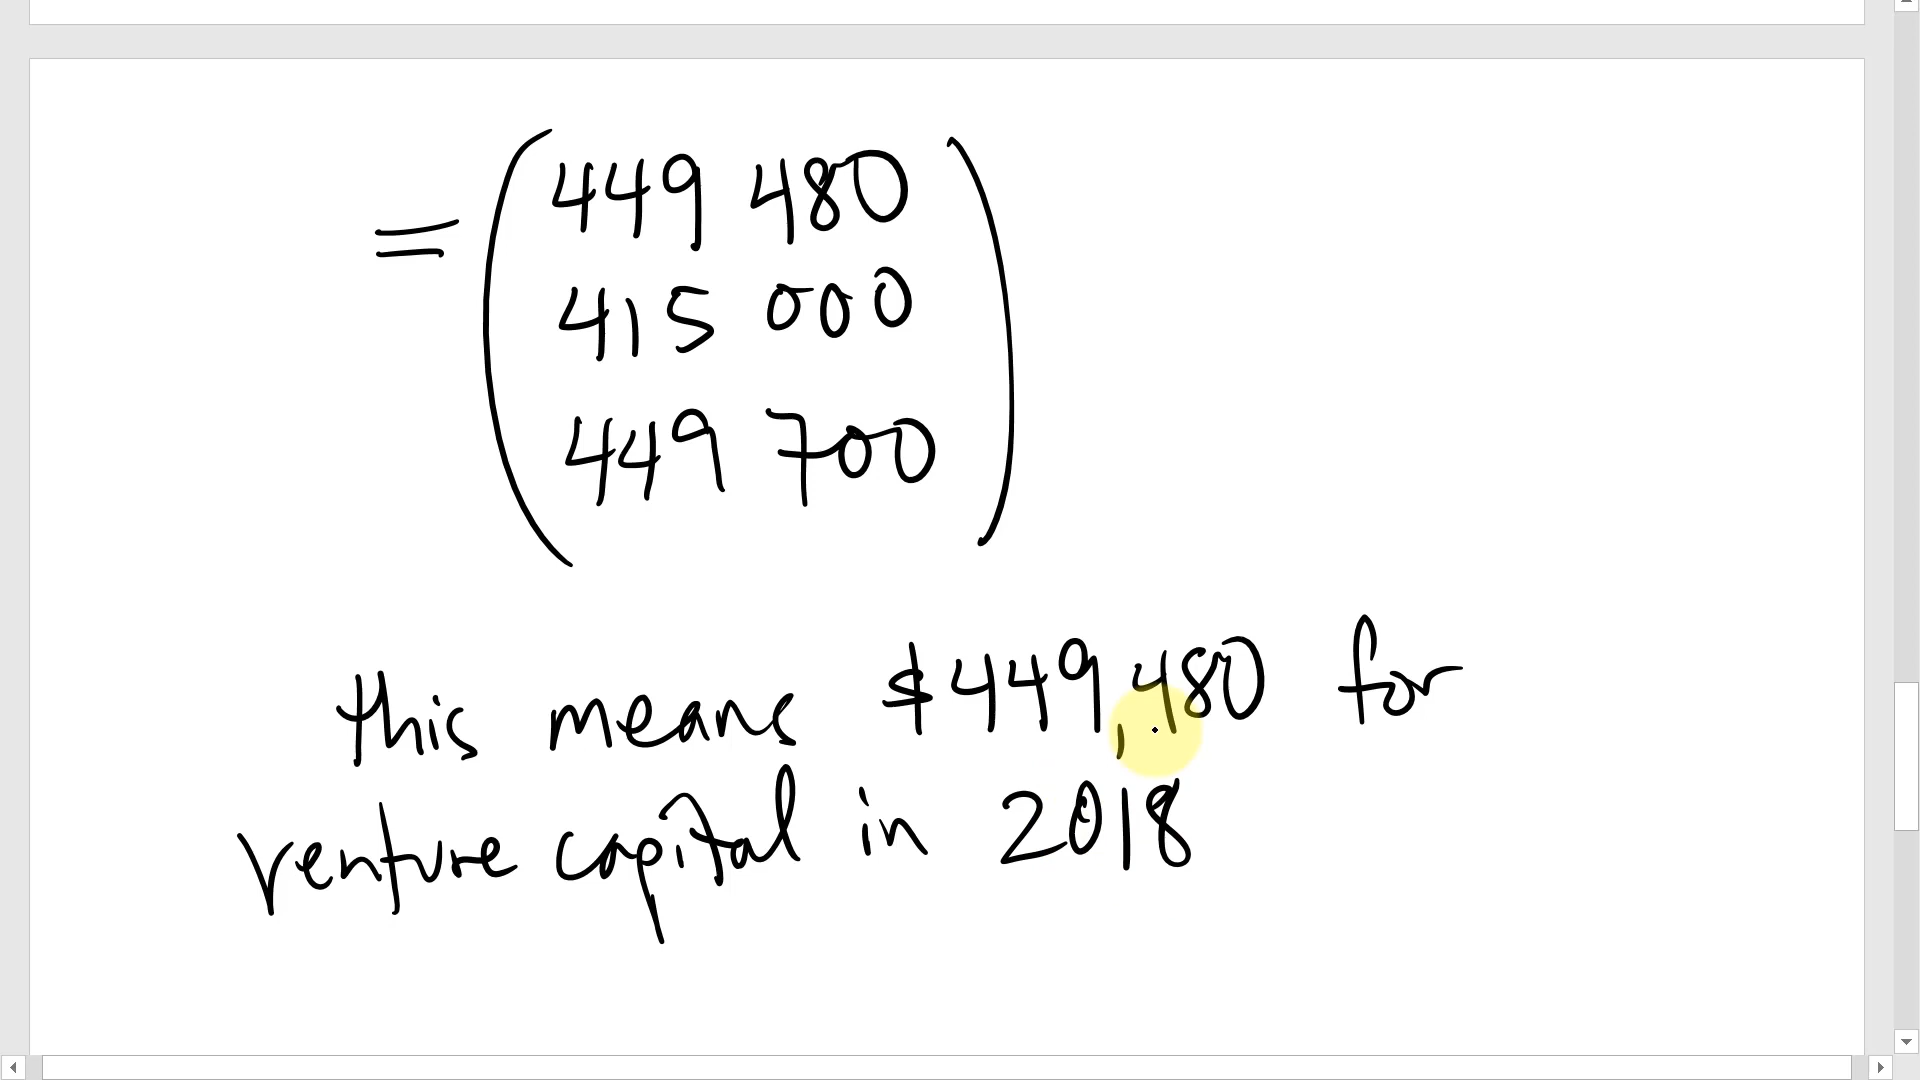 = ( 449 480
415 000
449 700 )
this means $449,480 for
venture capital in 2018